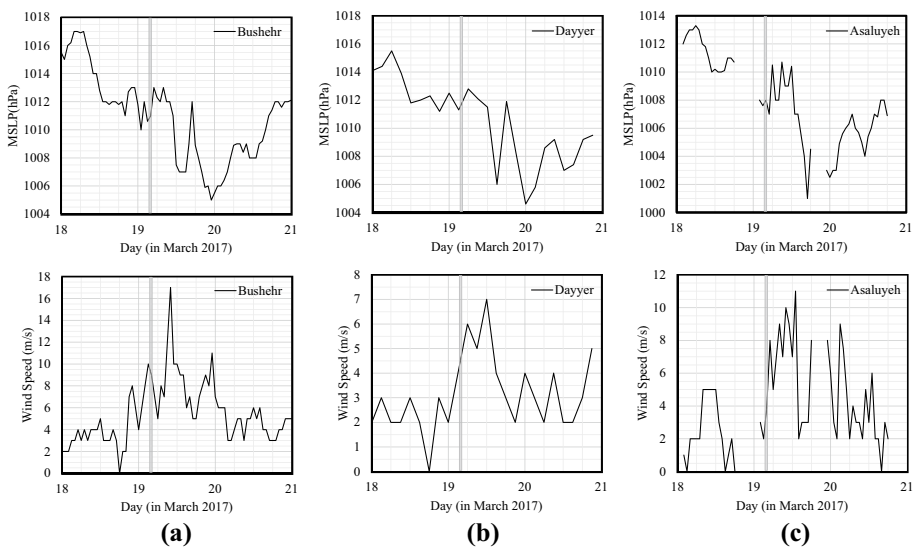 1018
1016
1014
1012
1010
1008
1006
1004
MSLP(hPa)
Bushehr
18 19 20 21
Day (in March 2017)
1018
1016
1014
1012
1010
1008
1006
1004
MSLP(hPa)
Dayyer
18 19 20 21
Day (in March 2017)
1014
1012
1010
1008
1006
1004
1002
1000
MSLP(hPa)
Asaluyeh
18 19 20 21
Day (in March 2017)
18
16
14
12
10
8
6
4
2
0
Wind Speed (m/s)
Bushehr
18 19 20 21
Day (in March 2017)
8
7
6
5
4
3
2
1
0
Wind Speed (m/s)
Dayyer
18 19 20 21
Day (in March 2017)
12
10
8
6
4
2
0
Wind Speed (m/s)
Asaluyeh
18 19 20 21
Day (in March 2017)
(a) (b) (c)